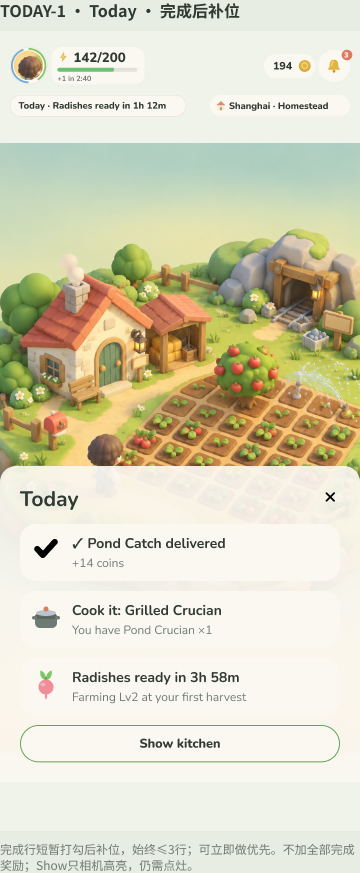 TODAY-1 • Today • 完成后补位
142/200
+1 in 2:40
194
3
Today · Radishes ready in 1h 12m
Shanghai · Homestead
Today
✓ Pond Catch delivered
+14 coins
Cook it: Grilled Crucian
You have Pond Crucian ×1
Radishes ready in 3h 58m
Farming Lv2 at your first harvest
Show kitchen
完成行短暂打勾后补位，始终≤3行；可立即做优先。不加全部完成
奖励；Show只相机高亮，仍需点灶。